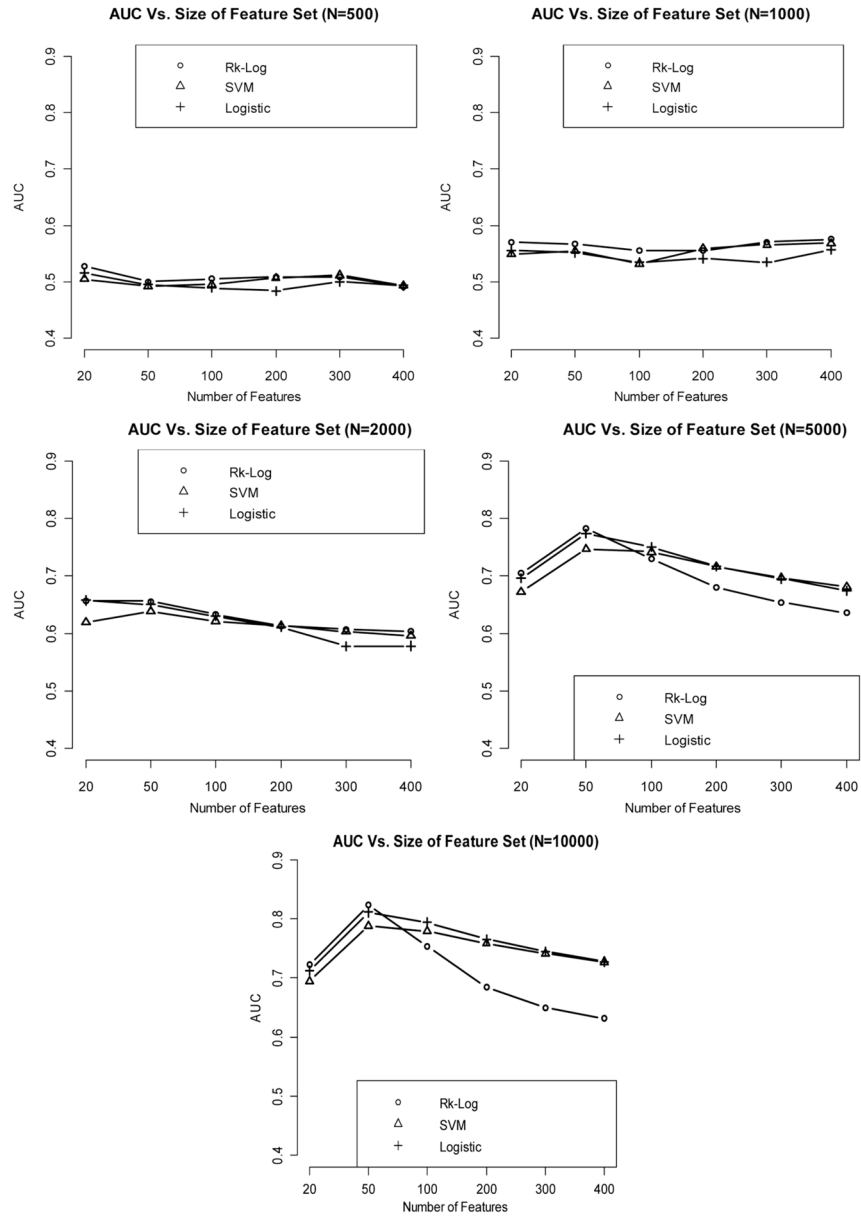 AUC Vs. Size of Feature Set (N=500)
AUC
0.9
0.8
0.7
0.6
0.5
0.4
Rk-Log
SVM
Logistic
20 50 100 200 300 400
Number of Features
AUC Vs. Size of Feature Set (N=1000)
AUC
0.9
0.8
0.7
0.6
0.5
0.4
Rk-Log
SVM
Logistic
20 50 100 200 300 400
Number of Features
AUC Vs. Size of Feature Set (N=2000)
AUC
0.9
0.8
0.7
0.6
0.5
0.4
Rk-Log
SVM
Logistic
20 50 100 200 300 400
Number of Features
AUC Vs. Size of Feature Set (N=5000)
AUC
0.9
0.8
0.7
0.6
0.5
0.4
Rk-Log
SVM
Logistic
20 50 100 200 300 400
Number of Features
AUC Vs. Size of Feature Set (N=10000)
AUC
0.9
0.8
0.7
0.6
0.5
0.4
Rk-Log
SVM
Logistic
20 50 100 200 300 400
Number of Features